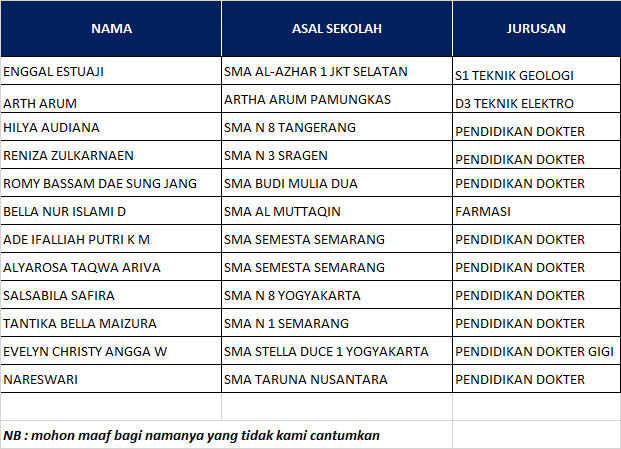 NAMA ASAL SEKOLAH JURUSAN
ENGGAL ESTUAJI SMA AL-AZHAR 1 JKT SELATAN S1 TEKNIK GEOLOGI
ARTH ARUM ARTHA ARUM PAMUNGKAS D3 TEKNIK ELEKTRO
HILYA AUDIANA SMA N 8 TANGERANG PENDIDIKAN DOKTER
RENIZA ZULKARNAEN SMA N 3 SRAGEN PENDIDIKAN DOKTER
ROMY BASSAM DAE SUNG JANG SMA BUDI MULIA DUA PENDIDIKAN DOKTER
BELLA NUR ISLAMI D SMA AL MUTTAQIN FARMASI
ADE IFALLIAH PUTRI K M SMA SEMESTA SEMARANG PENDIDIKAN DOKTER
ALYAROSA TAQWA ARIVA SMA SEMESTA SEMARANG PENDIDIKAN DOKTER
SALSABILA SAFIRA SMA N 8 YOGYAKARTA PENDIDIKAN DOKTER
TANTIKA BELLA MAIZURA SMA N 1 SEMARANG PENDIDIKAN DOKTER
EVELYN CHRISTY ANGGA W SMA STELLA DUCE 1 YOGYAKARTA PENDIDIKAN DOKTER GIGI
NARESWARI SMA TARUNA NUSANTARA PENDIDIKAN DOKTER
NB : mohon maaf bagi namanya yang tidak kami cantumkan